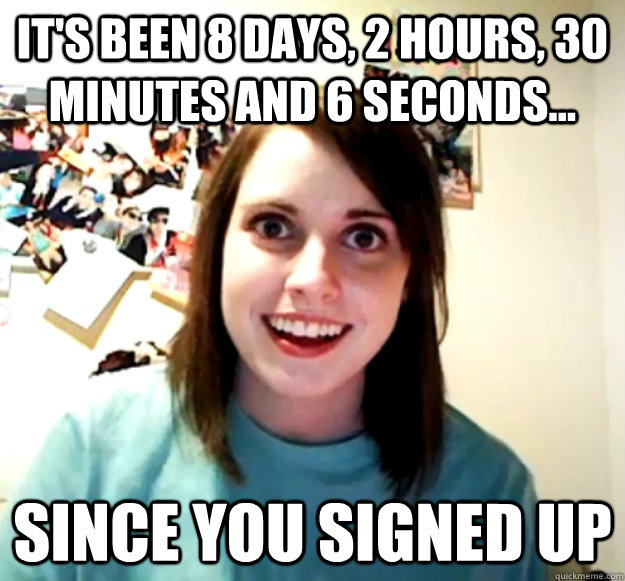 IT'S BEEN 8 DAYS, 2 HOURS, 30
MINUTES AND 6 SECONDS...
SINCE YOU SIGNED UP
quickmeme.com